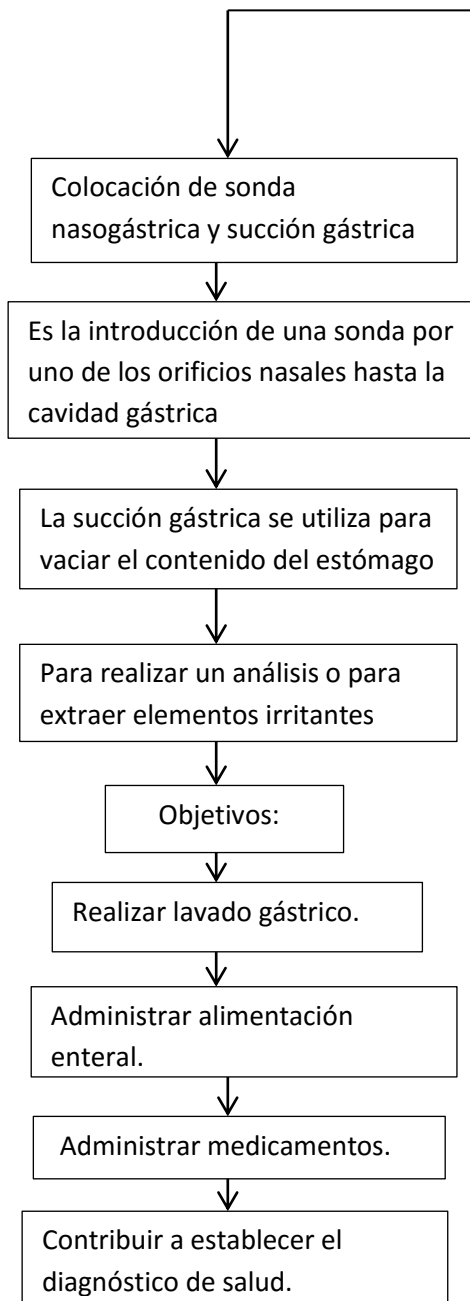 Colocación de sonda
nasogástrica y succión gástrica
Es la introducción de una sonda por
uno de los orificios nasales hasta la
cavidad gástrica
La succión gástrica se utiliza para
vaciar el contenido del estómago
Para realizar un análisis o para
extraer elementos irritantes
Objetivos:
Realizar lavado gástrico.
Administrar alimentación
enteral.
Administrar medicamentos.
Contribuir a establecer el
diagnóstico de salud.